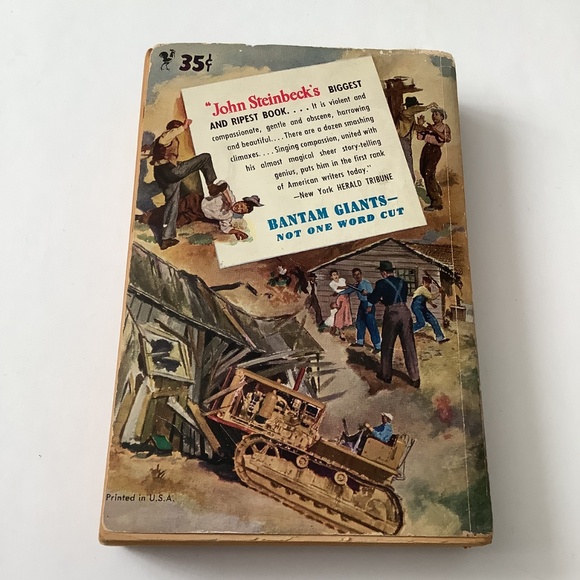 35¢
"John Steinbeck's BIGGEST
AND RIPEST BOOK. . . . It is violent and
compassionate, gentle and obscene, harrowing
and beautiful. . . . There are a dozen smashing
climaxes. . . . Singing compassion, united with
his almost magical sheer story-telling
genius, puts him in the first rank
of American writers today."
—New York HERALD TRIBUNE
BANTAM GIANTS—
NOT ONE WORD CUT
Printed in U.S.A.